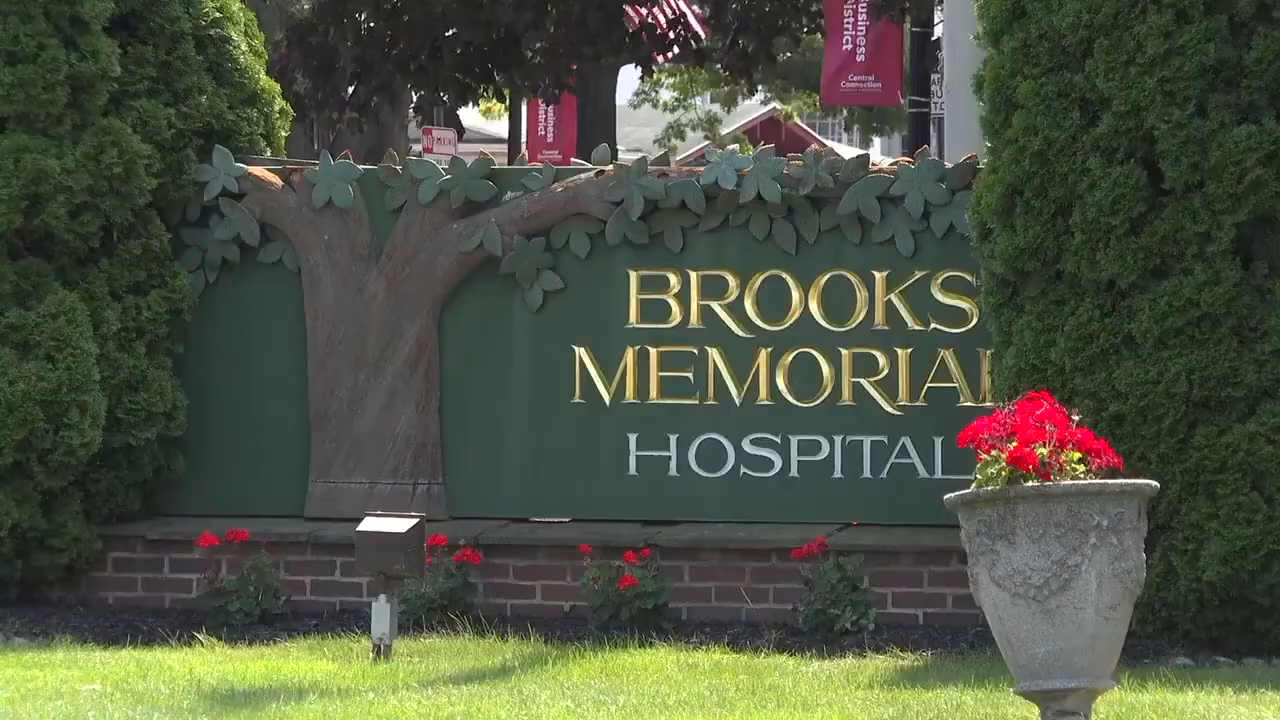 Business
District
Central
Connection
Business
District
BROOKS
MEMORIAL
HOSPITAL